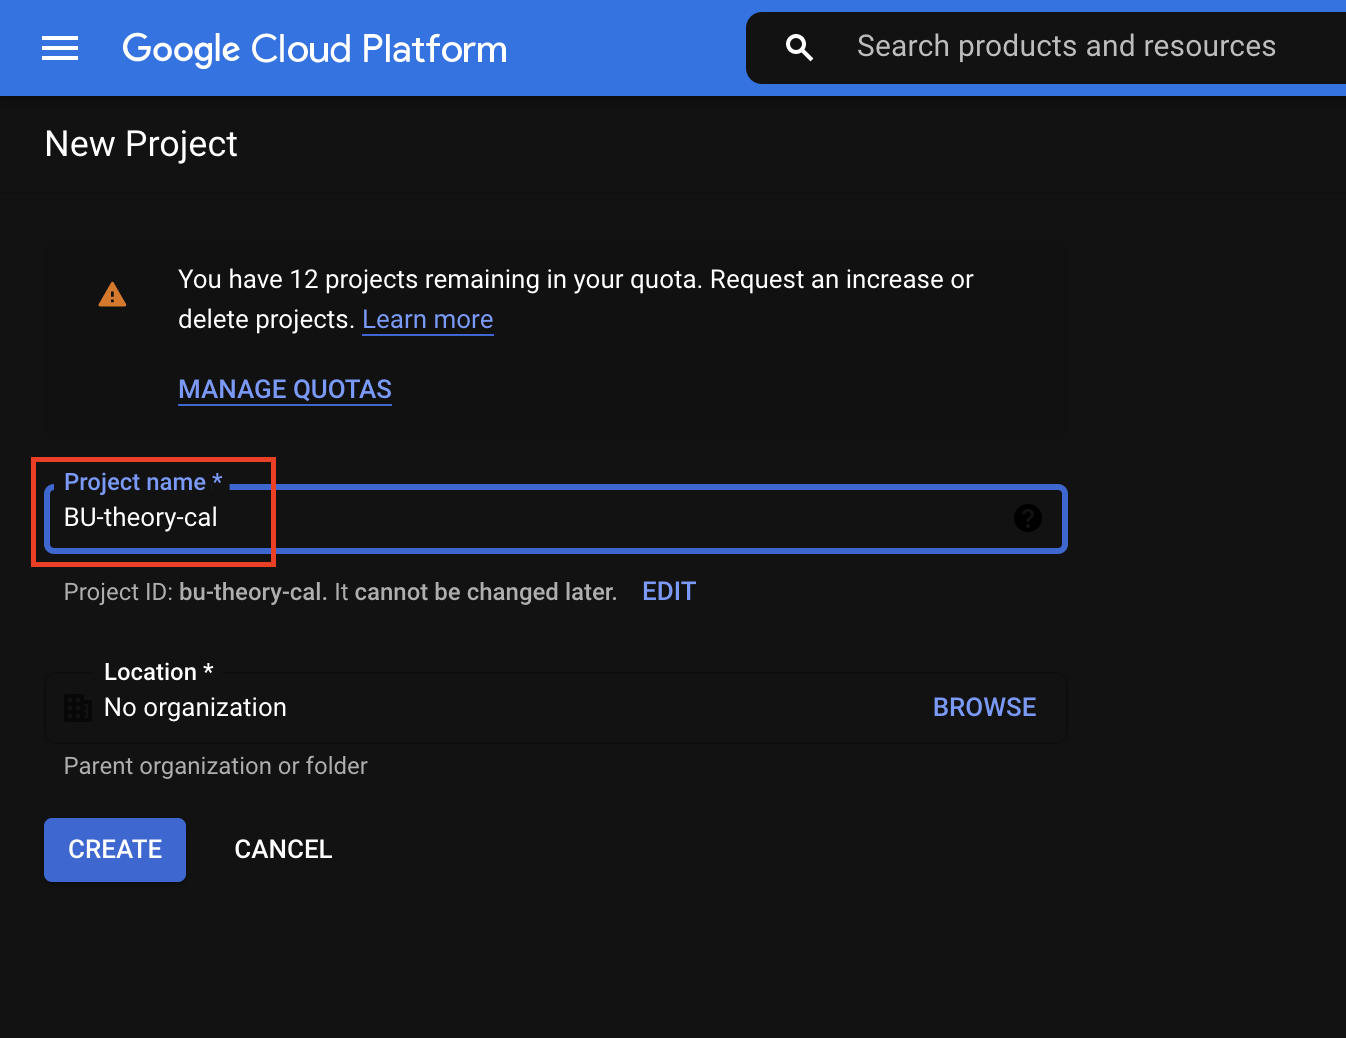 Google Cloud Platform
Search products and resources
New Project
You have 12 projects remaining in your quota. Request an increase or
delete projects. Learn more
MANAGE QUOTAS
Project name *
BU-theory-cal
Project ID: bu-theory-cal. It cannot be changed later. EDIT
Location *
No organization
BROWSE
Parent organization or folder
CREATE
CANCEL